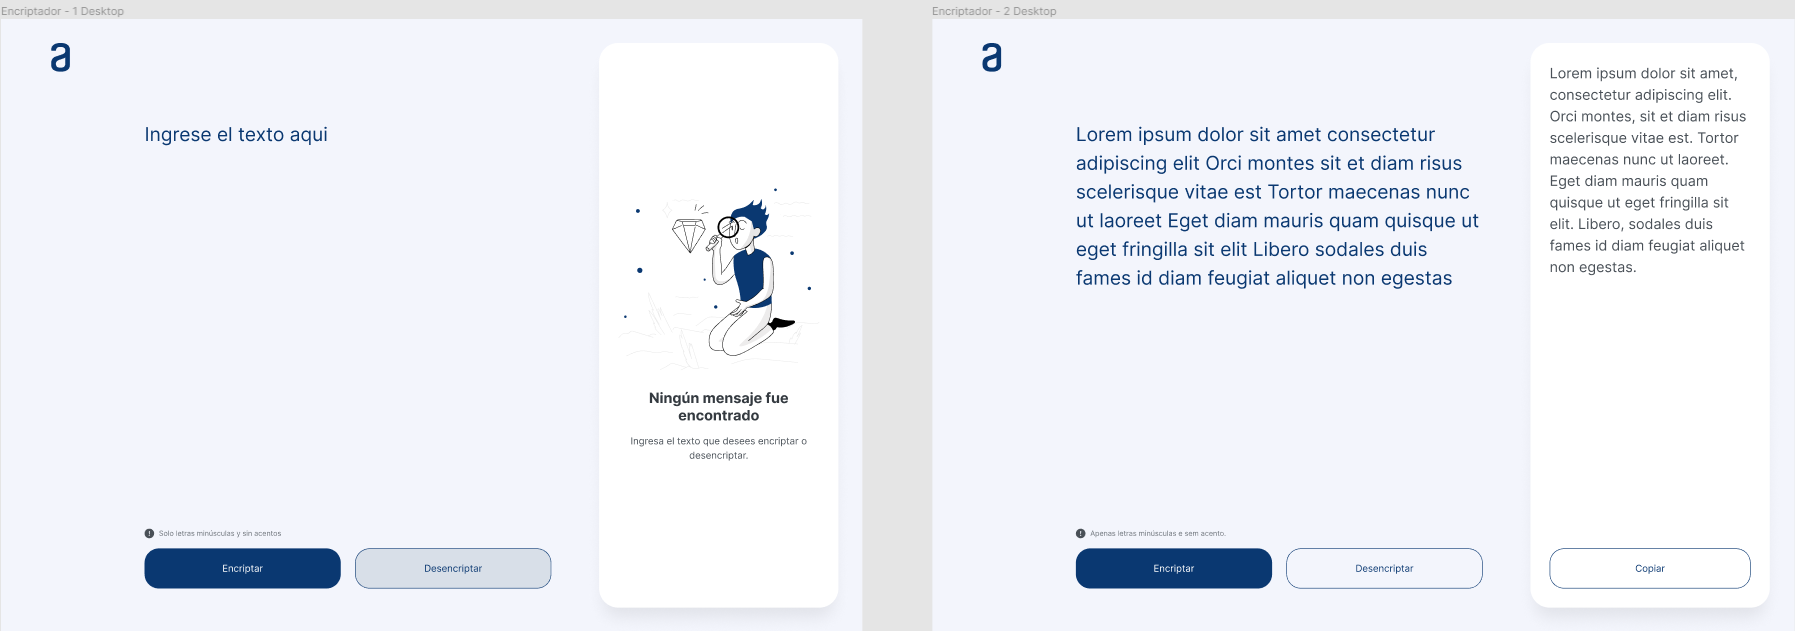 Encriptador - 1 Desktop
a
Ingrese el texto aqui
Ningún mensaje fue
encontrado
Ingresa el texto que desees encriptar o
desencriptar.
Solo letras minúsculas y sin acentos
Encriptar
Desencriptar
Encriptador - 2 Desktop
a
Lorem ipsum dolor sit amet consectetur
adipiscing elit Orci montes sit et diam risus
scelerisque vitae est Tortor maecenas nunc
ut laoreet Eget diam mauris quam quisque ut
eget fringilla sit elit Libero sodales duis
fames id diam feugiat aliquet non egestas
Apenas letras minúsculas e sem acento.
Encriptar
Desencriptar
Lorem ipsum dolor sit amet,
consectetur adipiscing elit.
Orci montes, sit et diam risus
scelerisque vitae est. Tortor
maecenas nunc ut laoreet.
Eget diam mauris quam
quisque ut eget fringilla sit
elit. Libero, sodales duis
fames id diam feugiat aliquet
non egestas.
Copiar